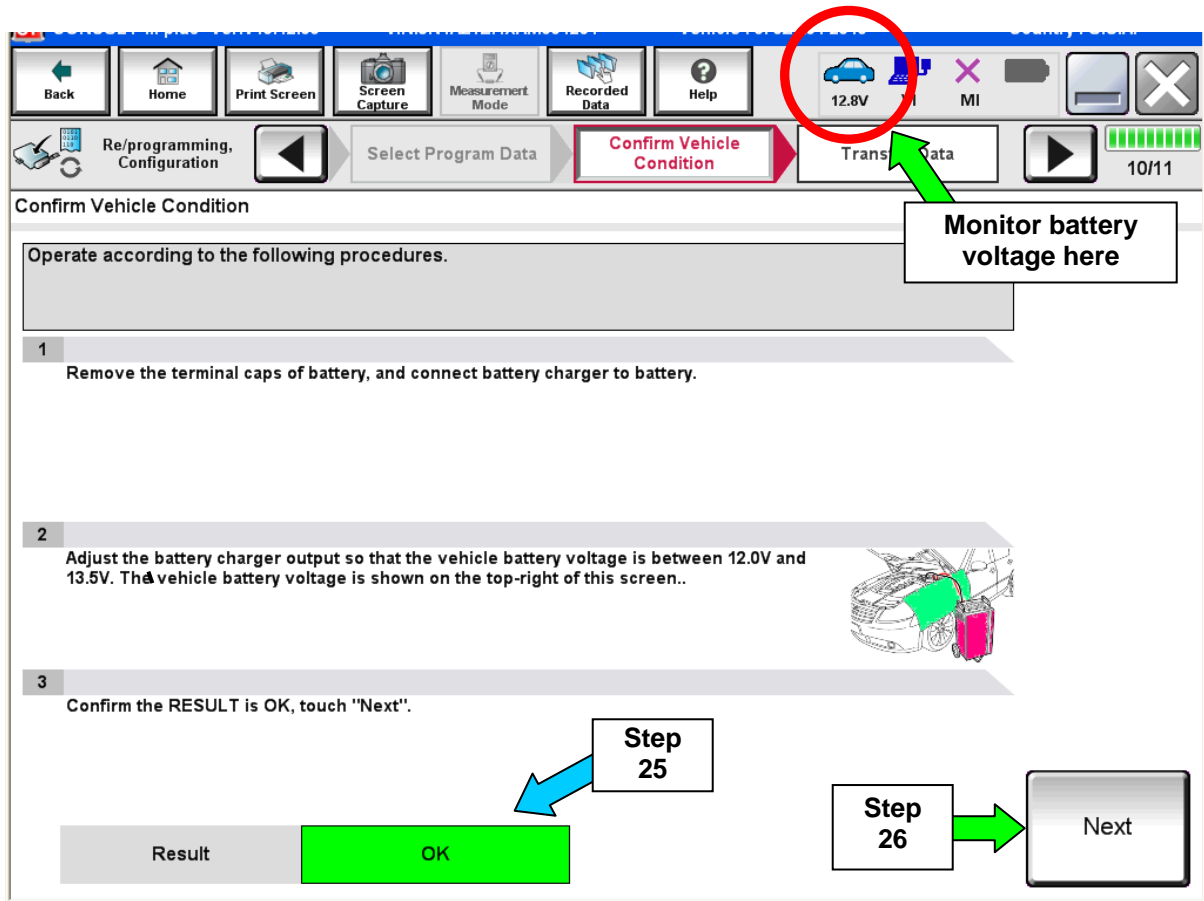 Back
Home
Print Screen
Screen
Capture
Measurement
Mode
Recorded
Data
Help
12.8V
MI
Re/programming,
Configuration
Select Program Data
Confirm Vehicle
Condition
Data
10/11
Confirm Vehicle Condition
Monitor battery
voltage here
Operate according to the following procedures.
1
Remove the terminal caps of battery, and connect battery charger to battery.
2
Adjust the battery charger output so that the vehicle battery voltage is between 12.0V and
13.5V. The vehicle battery voltage is shown on the top-right of this screen..
3
Confirm the RESULT is OK, touch "Next".
Step
25
Step
26
Next
Result
OK